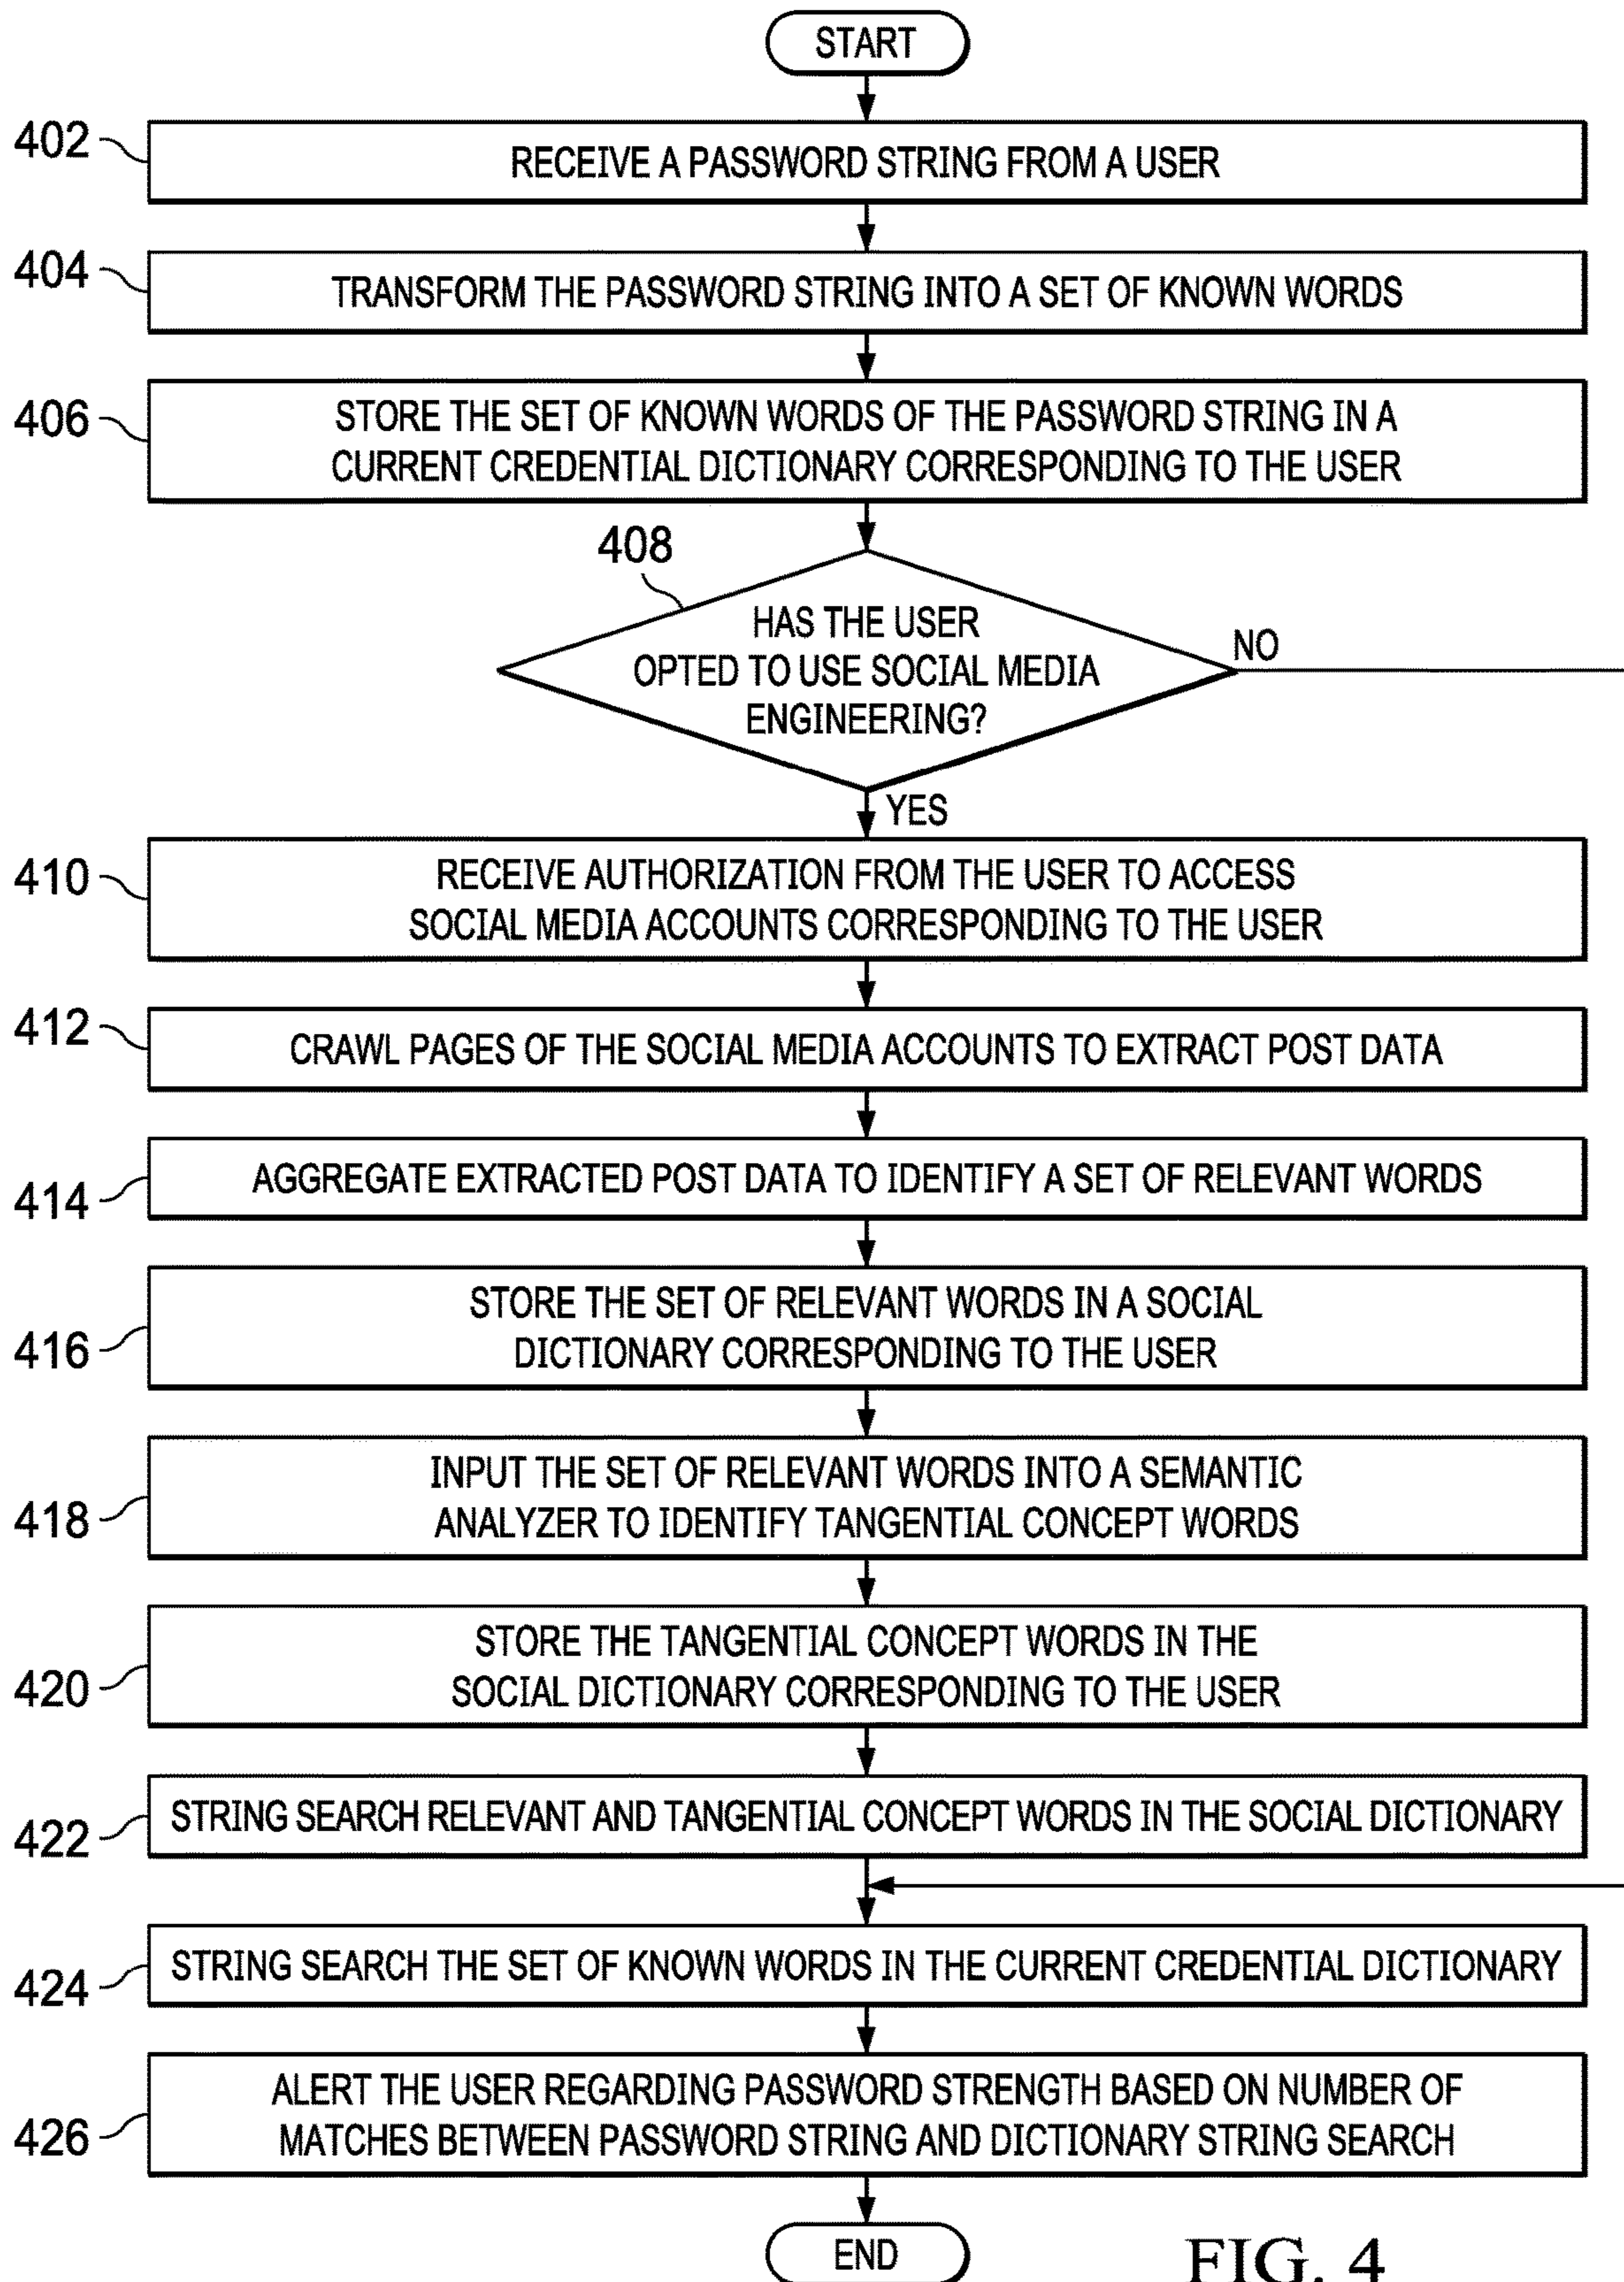 START
402
RECEIVE A PASSWORD STRING FROM A USER
404
TRANSFORM THE PASSWORD STRING INTO A SET OF KNOWN WORDS
406
STORE THE SET OF KNOWN WORDS OF THE PASSWORD STRING IN A
CURRENT CREDENTIAL DICTIONARY CORRESPONDING TO THE USER
408
HAS THE USER
OPTED TO USE SOCIAL MEDIA
ENGINEERING?
NO
YES
410
RECEIVE AUTHORIZATION FROM THE USER TO ACCESS
SOCIAL MEDIA ACCOUNTS CORRESPONDING TO THE USER
412
CRAWL PAGES OF THE SOCIAL MEDIA ACCOUNTS TO EXTRACT POST DATA
414
AGGREGATE EXTRACTED POST DATA TO IDENTIFY A SET OF RELEVANT WORDS
416
STORE THE SET OF RELEVANT WORDS IN A SOCIAL
DICTIONARY CORRESPONDING TO THE USER
418
INPUT THE SET OF RELEVANT WORDS INTO A SEMANTIC
ANALYZER TO IDENTIFY TANGENTIAL CONCEPT WORDS
420
STORE THE TANGENTIAL CONCEPT WORDS IN THE
SOCIAL DICTIONARY CORRESPONDING TO THE USER
422
STRING SEARCH RELEVANT AND TANGENTIAL CONCEPT WORDS IN THE SOCIAL DICTIONARY
424
STRING SEARCH THE SET OF KNOWN WORDS IN THE CURRENT CREDENTIAL DICTIONARY
426
ALERT THE USER REGARDING PASSWORD STRENGTH BASED ON NUMBER OF
MATCHES BETWEEN PASSWORD STRING AND DICTIONARY STRING SEARCH
END
FIG. 4